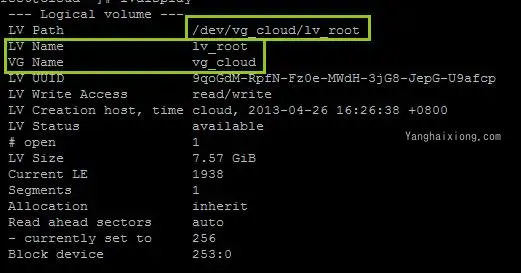 --- Logical volume ---
LV Path /dev/vg_cloud/lv_root
LV Name lv_root
VG Name vg_cloud
LV UUID 9qoGdM-RpfN-Fz0e-MWdH-3jG8-JepG-U9afcp
LV Write Access read/write
LV Creation host, time cloud, 2013-04-26 16:26:38 +0800
LV Status available
# open 1
LV Size 7.57 GiB
Current LE 1938
Segments 1
Allocation inherit
Read ahead sectors auto
- currently set to 256
Block device 253:0
Yanghaixiong.com